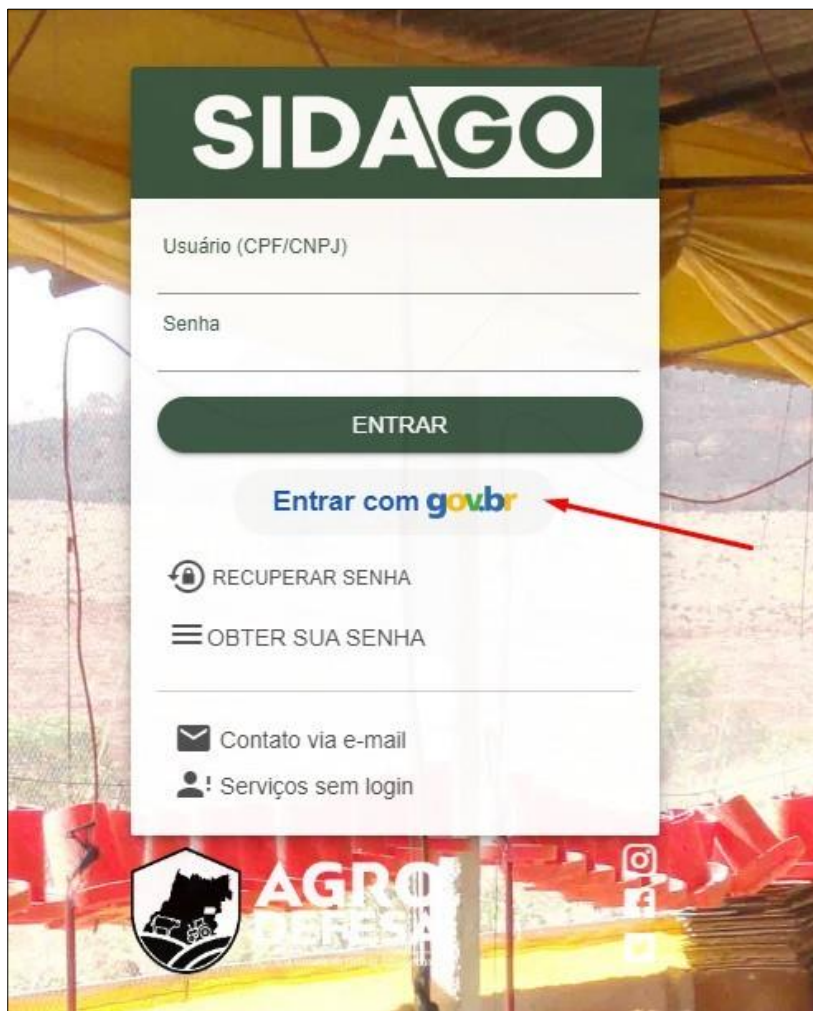 SIDAGO
Usuário (CPF/CNPJ)
Senha
ENTRAR
Entrar com gov.br
RECUPERAR SENHA
OBTER SUA SENHA
Contato via e-mail
Serviços sem login
AGRO
DEFESA